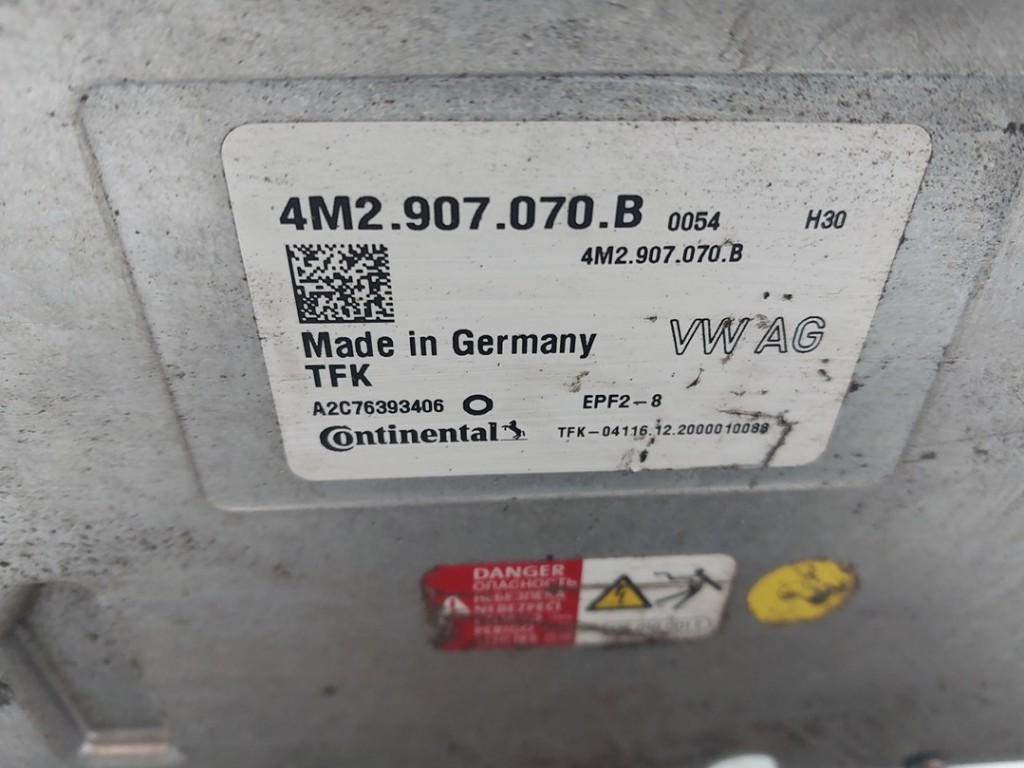 4M2.907.070.B 0054 H30
4M2.907.070.B
Made in Germany VW AG
TFK
A2C76393406 EPF2-8
Continental TFK-04116.12.2000010088
DANGER
ОПАСНОСТЬ